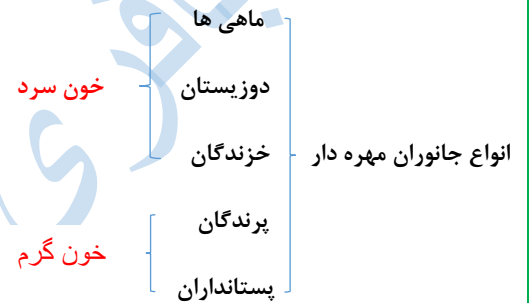 ماهی ها
دوزیستان
خون سرد
انواع جانوران مهره دار
خزندگان
پرندگان
خون گرم
پستانداران